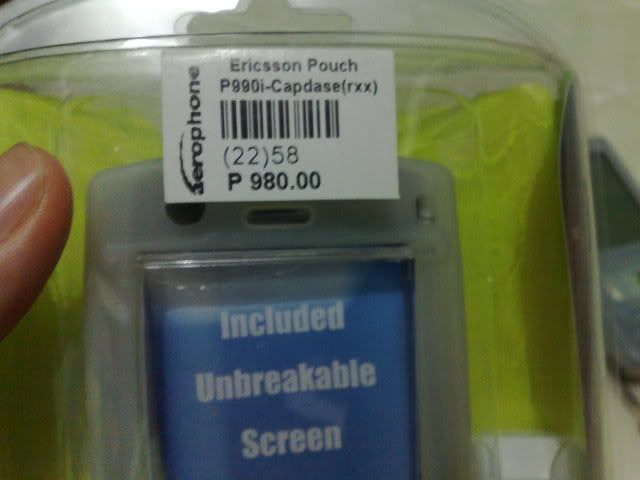 aerophone
Ericsson Pouch
P990i-Capdase(rxx)
(22)58
P 980.00
Included
Unbreakable
Screen